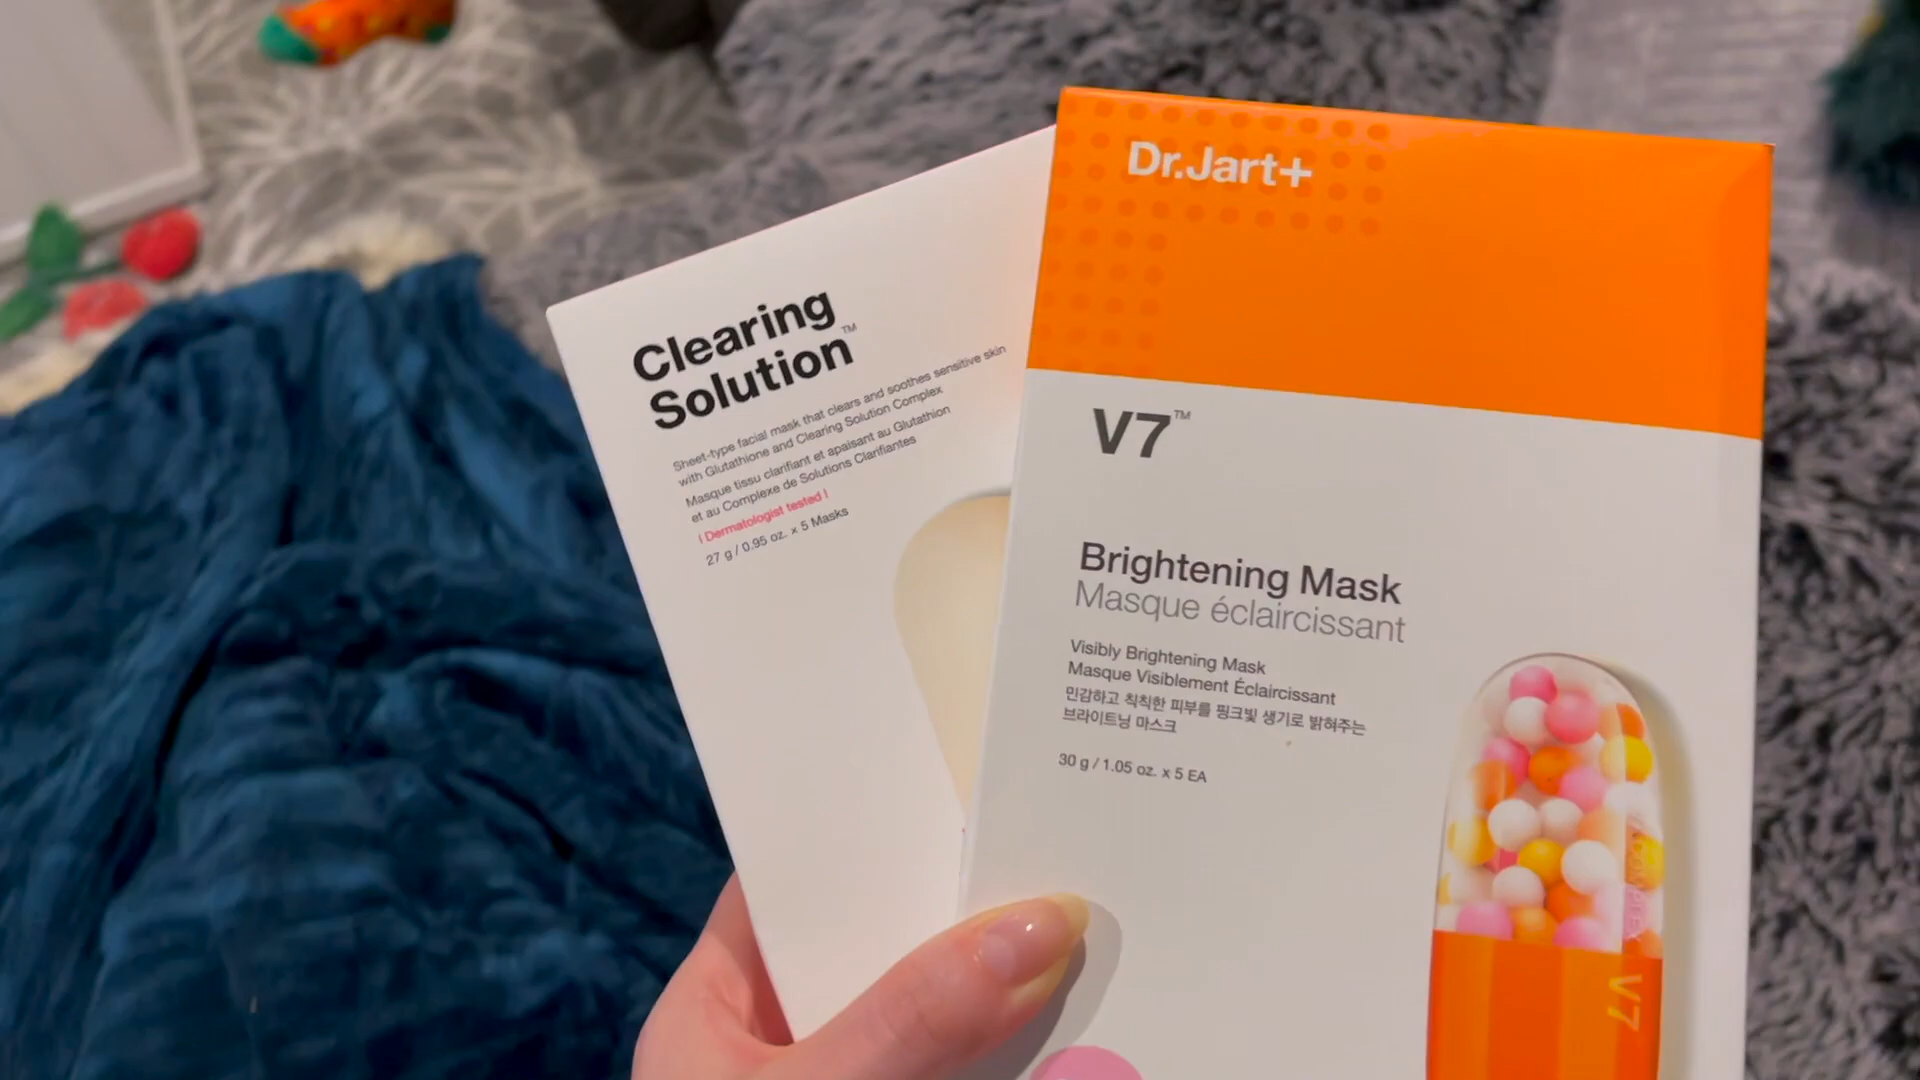 Clearing
Solution™
Sheet-type facial mask that clears and soothes sensitive skin
with Glutathione and Clearing Solution Complex
Masque tissu clarifiant et apaisant au Glutathion
et au Complexe de Solutions Clarifiantes
| Dermatologist tested |
27 g / 0.95 oz. x 5 Masks
Dr.Jart+
V7™
Brightening Mask
Masque éclaircissant
Visibly Brightening Mask
Masque Visiblement Éclaircissant
민감하고 칙칙한 피부를 핑크빛 생기로 밝혀주는
브라이트닝 마스크
30 g / 1.05 oz. x 5 EA
V7